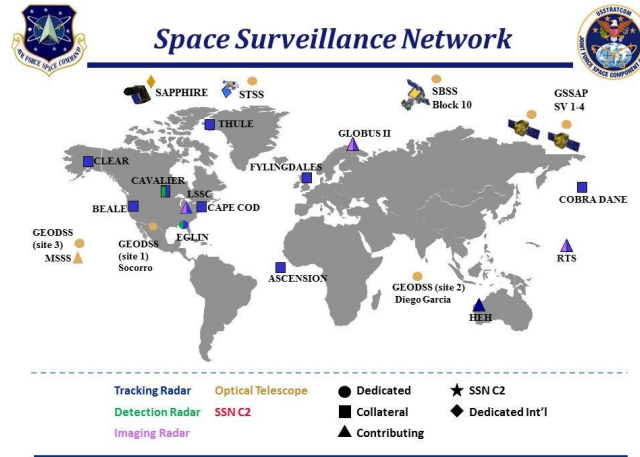 Space Surveillance Network
AIR FORCE SPACE COMMAND
USSTRATCOM
JOINT FORCE SPACE COMPONENT
SAPPHIRE
STSS
SBSS
Block 10
GSSAP
SV 1-4
THULE
GLOBUS II
CLEAR
FYLINGDALES
CAVALIER
LSSC
BEALE
CAPE COD
COBRA DANE
GEODSS
(site 3)
MSSS
GEODSS
(site 1)
Socorro
EGLIN
RTS
ASCENSION
GEODSS (site 2)
Diego Garcia
HEH
Tracking Radar
Optical Telescope
Dedicated
SSN C2
Detection Radar
SSN C2
Collateral
Dedicated Int'l
Imaging Radar
Contributing